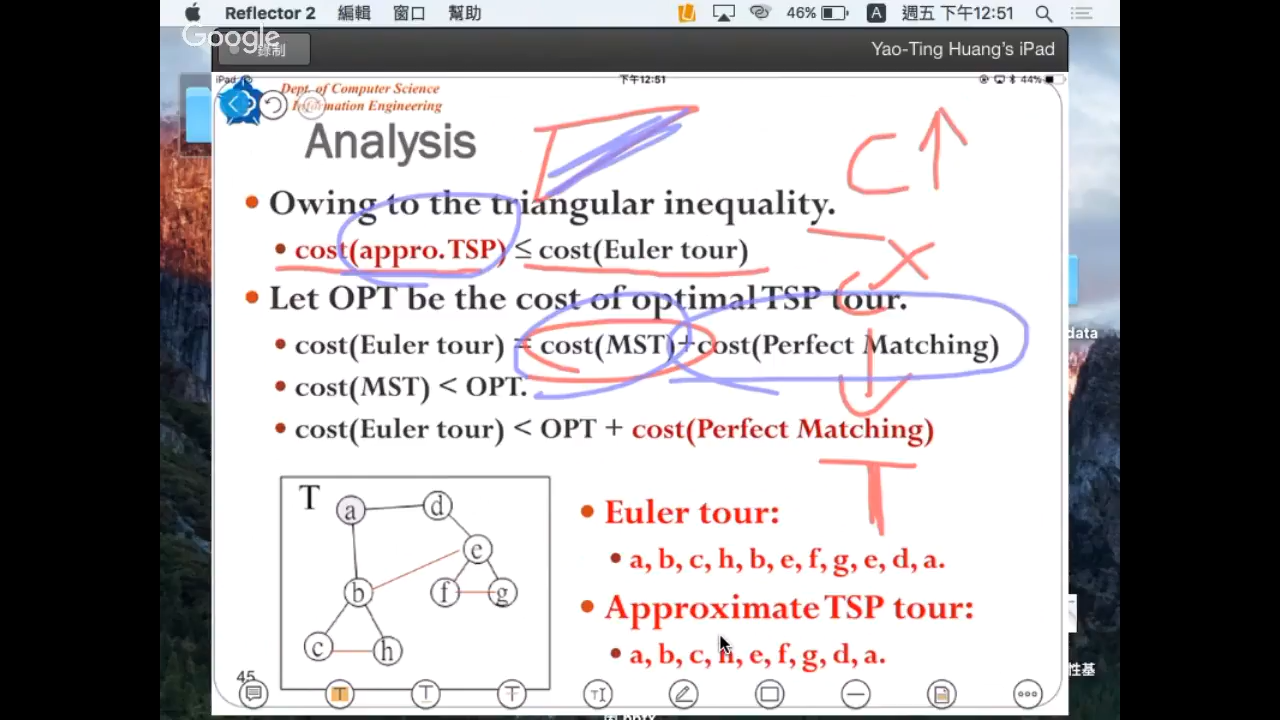 Reflector 2 編輯 窗口 幫助 46% A 週五 下午12:51
Google
錄制 Yao-Ting Huang's iPad
iPad 下午12:51 44%
Dept. of Computer Science
Information Engineering
Analysis
C↑
• Owing to the triangular inequality.
• cost(appro.TSP) ≤ cost(Euler tour)
• Let OPT be the cost of optimal TSP tour.
data
• cost(Euler tour) = cost(MST)+cost(Perfect Matching)
• cost(MST) < OPT.
• cost(Euler tour) < OPT + cost(Perfect Matching)
T
T
a d
e
b f g
c h
• Euler tour:
• a, b, c, h, b, e, f, g, e, d, a.
• Approximate TSP tour:
• a, b, c, h, e, f, g, d, a.
性基
45
T T T T